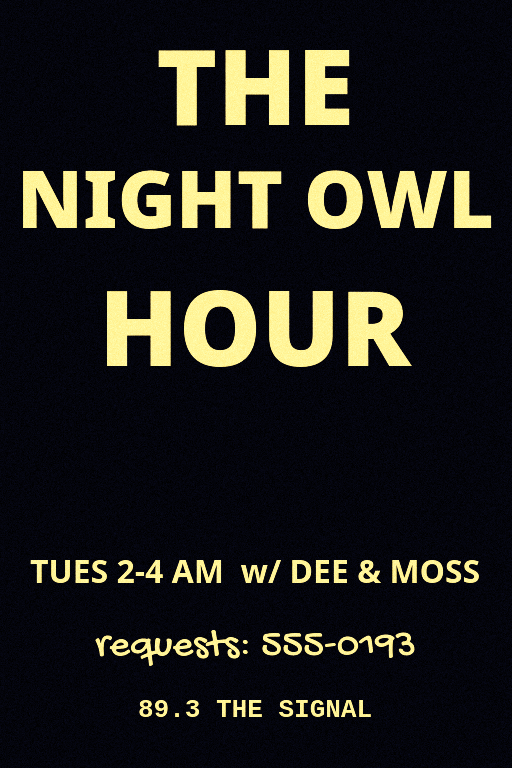 THE
NIGHT OWL
HOUR
TUES 2-4 AM w/ DEE & MOSS
requests: 555-0193
89.3 THE SIGNAL